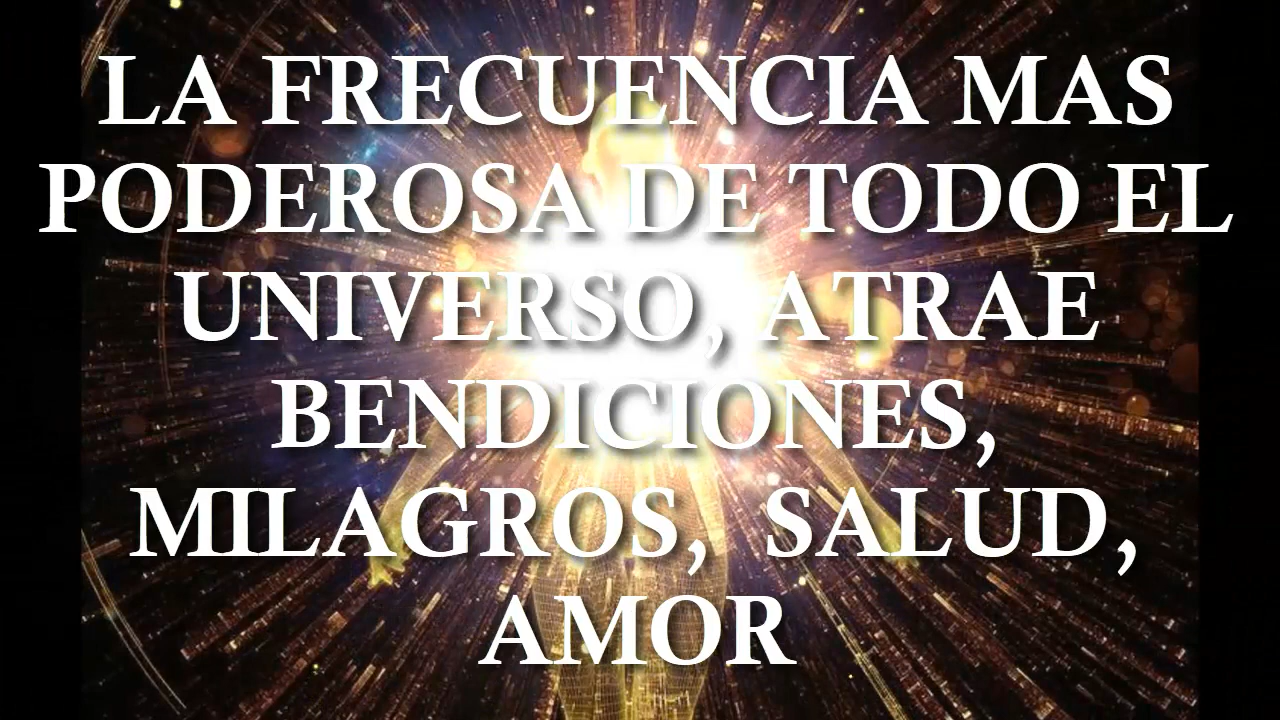 LA FRECUENCIA MAS
PODEROSA DE TODO EL
UNIVERSO, ATRAE
BENDICIONES,
MILAGROS, SALUD,
AMOR